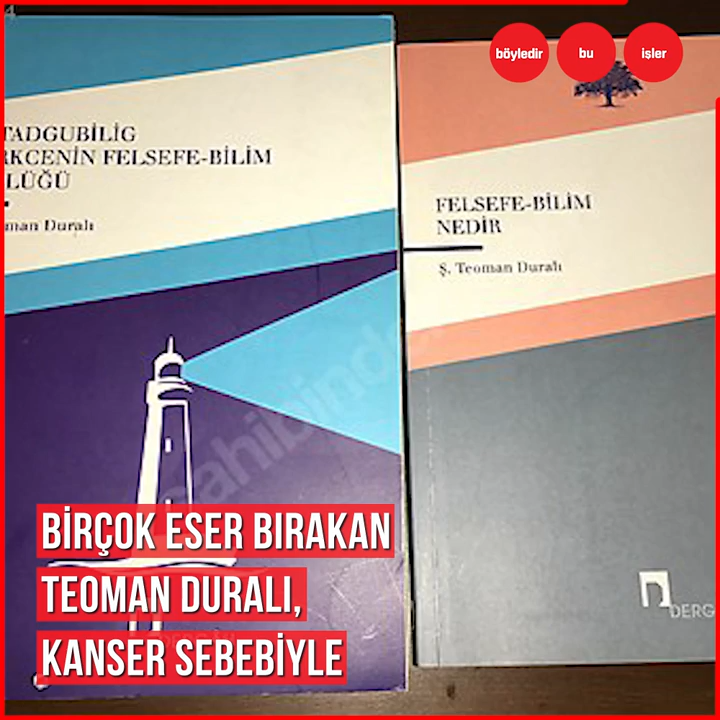 böyledir bu işler
TADGUBİLİG
RKCENİN FELSEFE-BİLİM
LÜĞÜ
man Duralı
FELSEFE-BİLİM
NEDİR
Ş. Teoman Duralı
BİRÇOK ESER BIRAKAN
TEOMAN DURALI,
KANSER SEBEBİYLE
DERG